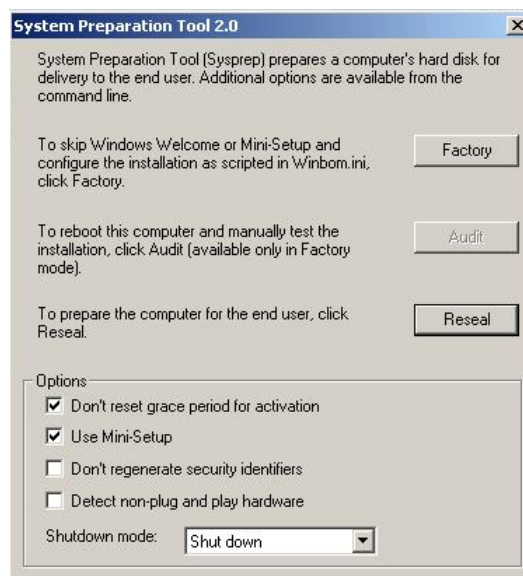 System Preparation Tool 2.0
System Preparation Tool (Sysprep) prepares a computer's hard disk for
delivery to the end user. Additional options are available from the
command line.
To skip Windows Welcome or Mini-Setup and
configure the installation as scripted in Winbom.ini,
click Factory.
Factory
To reboot this computer and manually test the
installation, click Audit (available only in Factory
mode).
Audit
To prepare the computer for the end user, click
Reseal.
Reseal
Options
Don't reset grace period for activation
Use Mini-Setup
Don't regenerate security identifiers
Detect non-plug and play hardware
Shutdown mode: Shut down